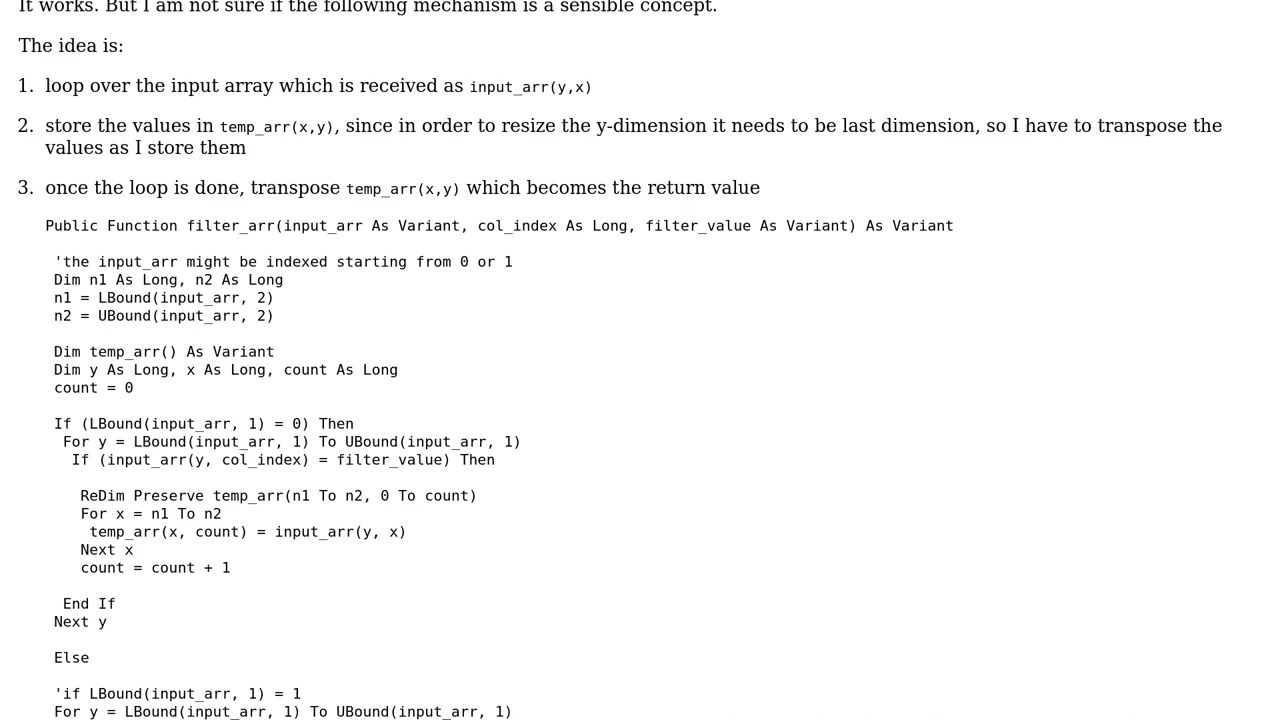 It works. But I am not sure if the following mechanism is a sensible concept.
The idea is:
1. loop over the input array which is received as input_arr(y,x)
2. store the values in temp_arr(x,y), since in order to resize the y-dimension it needs to be last dimension, so I have to transpose the
values as I store them
3. once the loop is done, transpose temp_arr(x,y) which becomes the return value
Public Function filter_arr(input_arr As Variant, col_index As Long, filter_value As Variant) As Variant
'the input_arr might be indexed starting from 0 or 1
Dim n1 As Long, n2 As Long
n1 = LBound(input_arr, 2)
n2 = UBound(input_arr, 2)
Dim temp_arr() As Variant
Dim y As Long, x As Long, count As Long
count = 0
If (LBound(input_arr, 1) = 0) Then
For y = LBound(input_arr, 1) To UBound(input_arr, 1)
If (input_arr(y, col_index) = filter_value) Then
ReDim Preserve temp_arr(n1 To n2, 0 To count)
For x = n1 To n2
temp_arr(x, count) = input_arr(y, x)
Next x
count = count + 1
End If
Next y
Else
'if LBound(input_arr, 1) = 1
For y = LBound(input_arr, 1) To UBound(input_arr, 1)